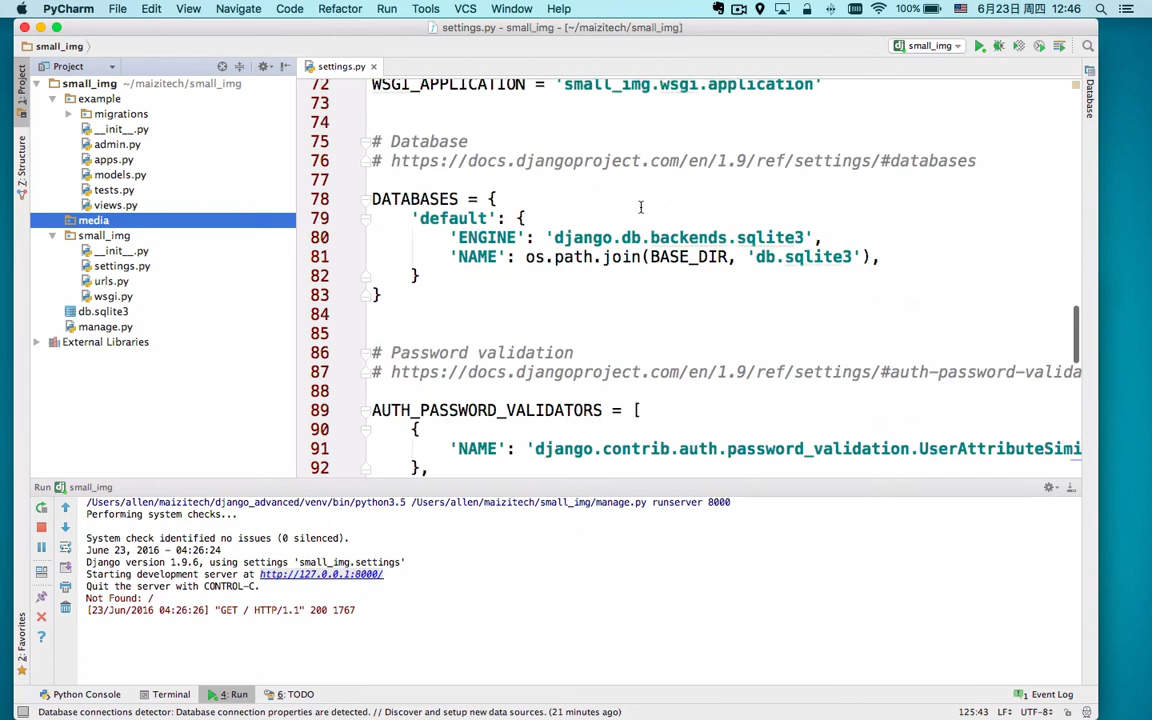 PyCharm File Edit View Navigate Code Refactor Run Tools VCS Window Help 100% 6月23日 周四 12:46
settings.py - small_img - [~/maizitech/small_img]
small_img
small_img
Project
settings.py
1: Project
Z: Structure
2: Favorites
Database
small_img ~/maizitech/small_img
example
migrations
__init__.py
admin.py
apps.py
models.py
tests.py
views.py
media
small_img
__init__.py
settings.py
urls.py
wsgi.py
db.sqlite3
manage.py
External Libraries
72 WSGI_APPLICATION = 'small_img.wsgi.application'
73
74
75 # Database
76 # https://docs.djangoproject.com/en/1.9/ref/settings/#databases
77
78 DATABASES = {
79 'default': {
80 'ENGINE': 'django.db.backends.sqlite3',
81 'NAME': os.path.join(BASE_DIR, 'db.sqlite3'),
82 }
83 }
84
85
86 # Password validation
87 # https://docs.djangoproject.com/en/1.9/ref/settings/#auth-password-valida
88
89 AUTH_PASSWORD_VALIDATORS = [
90 {
91 'NAME': 'django.contrib.auth.password_validation.UserAttributeSimi
92 },
Run small_img
/Users/allen/maizitech/django_advanced/venv/bin/python3.5 /Users/allen/maizitech/small_img/manage.py runserver 8000
Performing system checks...
System check identified no issues (0 silenced).
June 23, 2016 - 04:26:24
Django version 1.9.6, using settings 'small_img.settings'
Starting development server at http://127.0.0.1:8000/
Quit the server with CONTROL-C.
Not Found: /
[23/Jun/2016 04:26:26] "GET / HTTP/1.1" 200 1767
Python Console Terminal 4: Run 6: TODO 1 Event Log
Database connections detector: Database connection properties are detected. // Discover and setup new data sources. (21 minutes ago) 125:43 LF÷ UTF-8÷